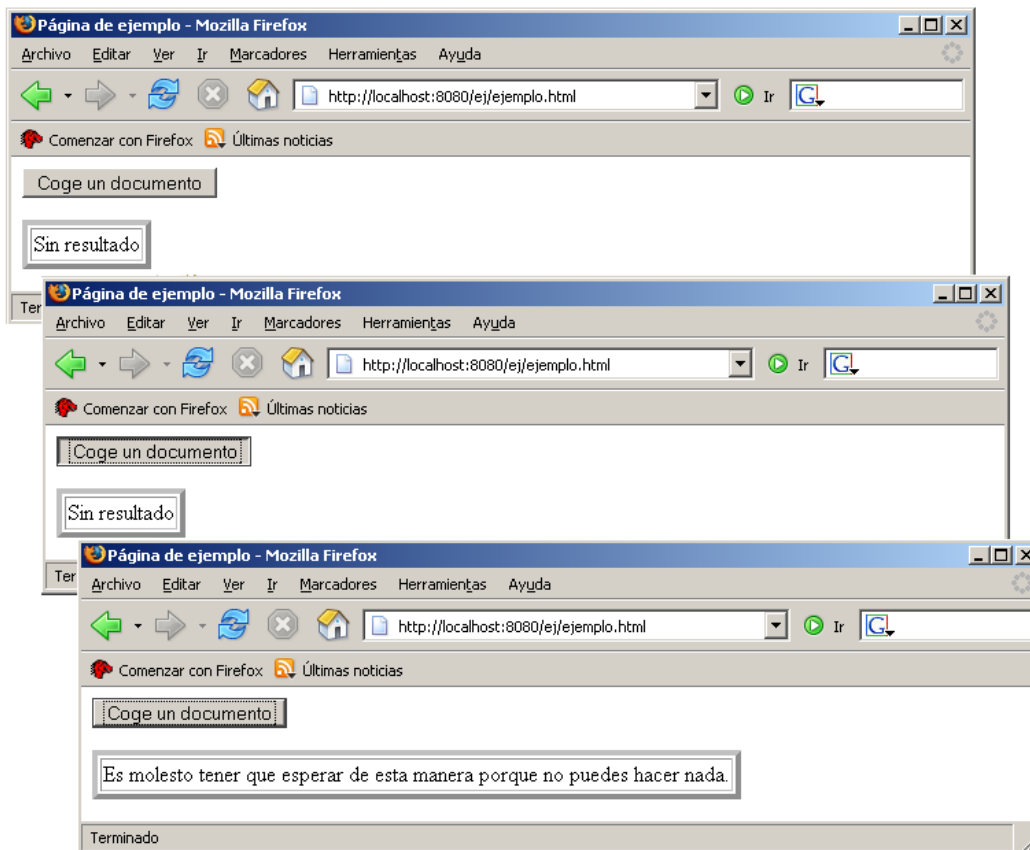 Página de ejemplo - Mozilla Firefox
Archivo Editar Ver Ir Marcadores Herramientas Ayuda
http://localhost:8080/ej/ejemplo.html Ir G
Comenzar con Firefox Últimas noticias
Coge un documento
Sin resultado
Ter
Página de ejemplo - Mozilla Firefox
Archivo Editar Ver Ir Marcadores Herramientas Ayuda
http://localhost:8080/ej/ejemplo.html Ir G
Comenzar con Firefox Últimas noticias
Coge un documento
Sin resultado
Ter
Página de ejemplo - Mozilla Firefox
Archivo Editar Ver Ir Marcadores Herramientas Ayuda
http://localhost:8080/ej/ejemplo.html Ir G
Comenzar con Firefox Últimas noticias
Coge un documento
Es molesto tener que esperar de esta manera porque no puedes hacer nada.
Terminado